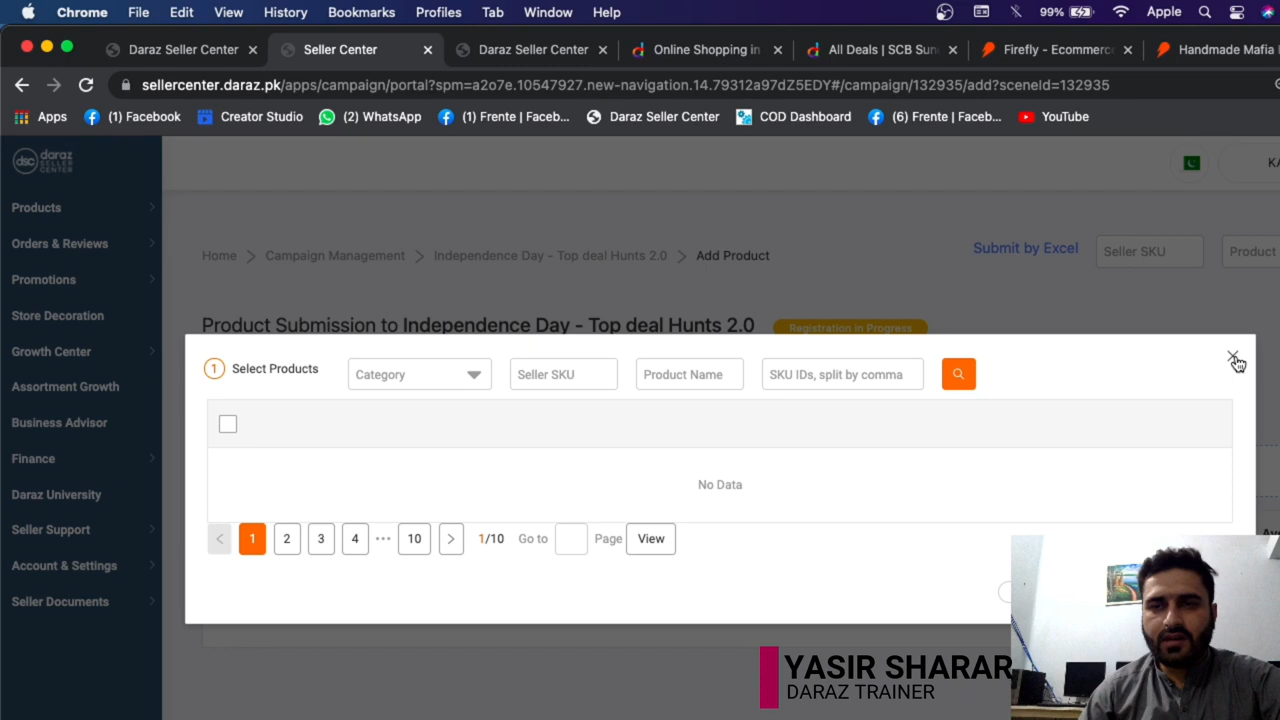 Chrome File Edit View History Bookmarks Profiles Tab Window Help 99% Apple
Daraz Seller Center Seller Center Daraz Seller Center Online Shopping in All Deals | SCB Sun Firefly - Ecommerc Handmade Mafia
sellercenter.daraz.pk/apps/campaign/portal?spm=a2o7e.10547927.new-navigation.14.79312a97dZ5EDY#/campaign/132935/add?sceneId=132935
Apps (1) Facebook Creator Studio (2) WhatsApp (1) Frente | Faceb... Daraz Seller Center COD Dashboard (6) Frente | Faceb... YouTube
dsc daraz SELLER CENTER
KA
Products
Orders & Reviews
Promotions
Store Decoration
Growth Center
Assortment Growth
Business Advisor
Finance
Daraz University
Seller Support
Account & Settings
Seller Documents
Home > Campaign Management > Independence Day - Top deal Hunts 2.0 > Add Product
Submit by Excel Seller SKU Product
Product Submission to Independence Day - Top deal Hunts 2.0 Registration in Progress
1 Select Products Category Seller SKU Product Name SKU IDs, split by comma
No Data
< 1 2 3 4 ••• 10 > 1/10 Go to Page View
YASIR SHARAR
DARAZ TRAINER